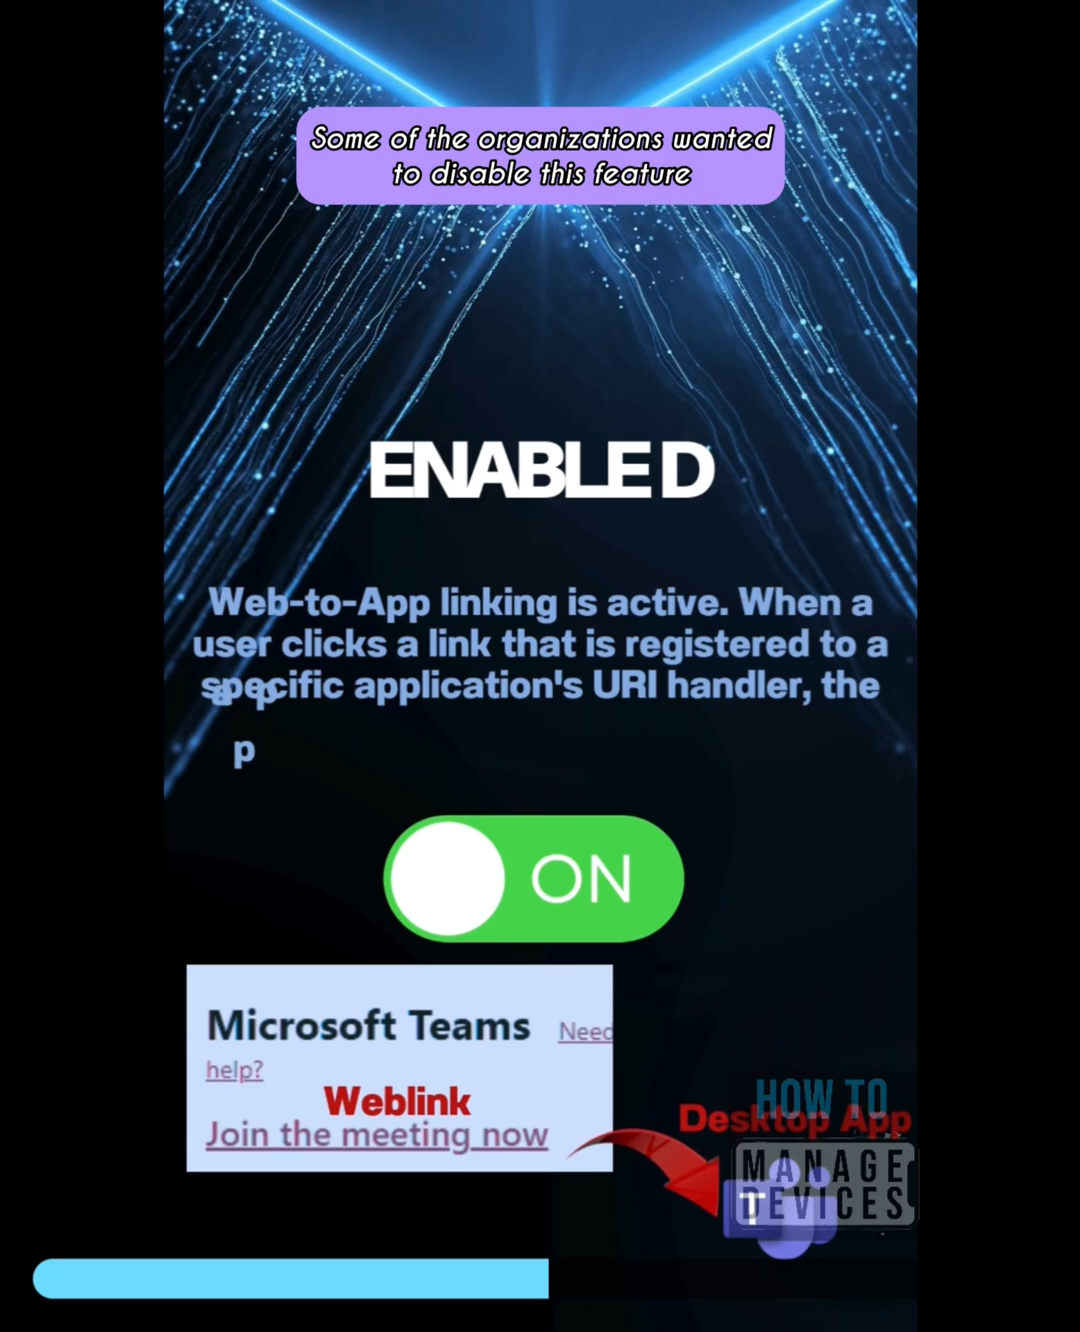 Some of the organizations wanted
to disable this feature
ENABLED
Web-to-App linking is active. When a
user clicks a link that is registered to a
specific application's URI handler, the
a p
p
ON
Microsoft Teams Need
help?
Weblink
Join the meeting now
HOW TO
Desktop App
MANAGE
DEVICES
T